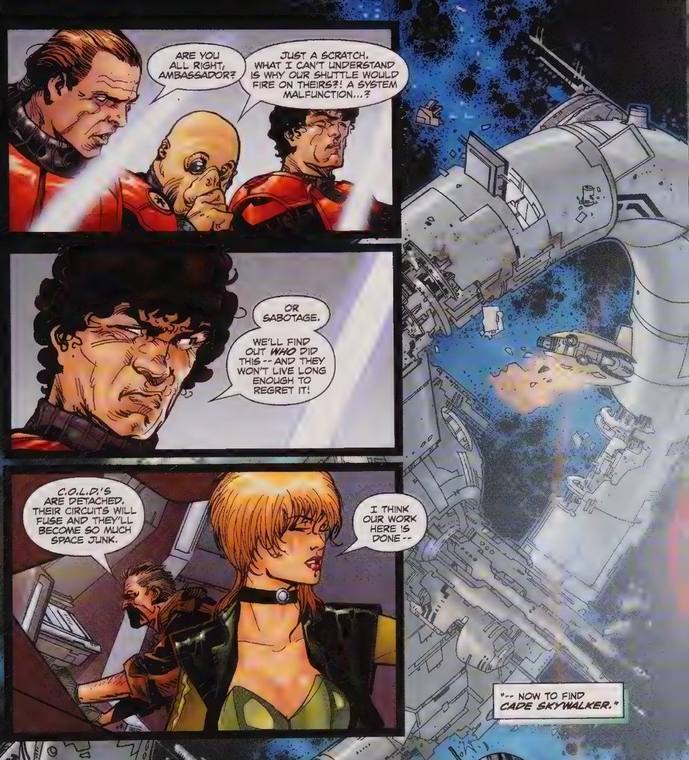 ARE YOU
ALL RIGHT,
AMBASSADOR?
JUST A SCRATCH.
WHAT I CAN'T UNDERSTAND
IS WHY OUR SHUTTLE WOULD
FIRE ON THEIRS?! A SYSTEM
MALFUNCTION...?
OR
SABOTAGE.
WE'LL FIND
OUT WHO DID
THIS -- AND THEY
WON'T LIVE LONG
ENOUGH TO
REGRET IT!
C.O.L.D.'S
ARE DETACHED.
THEIR CIRCUITS WILL
FUSE AND THEY'LL
BECOME SO MUCH
SPACE JUNK.
I THINK
OUR WORK
HERE IS
DONE --
"-- NOW TO FIND
CADE SKYWALKER."